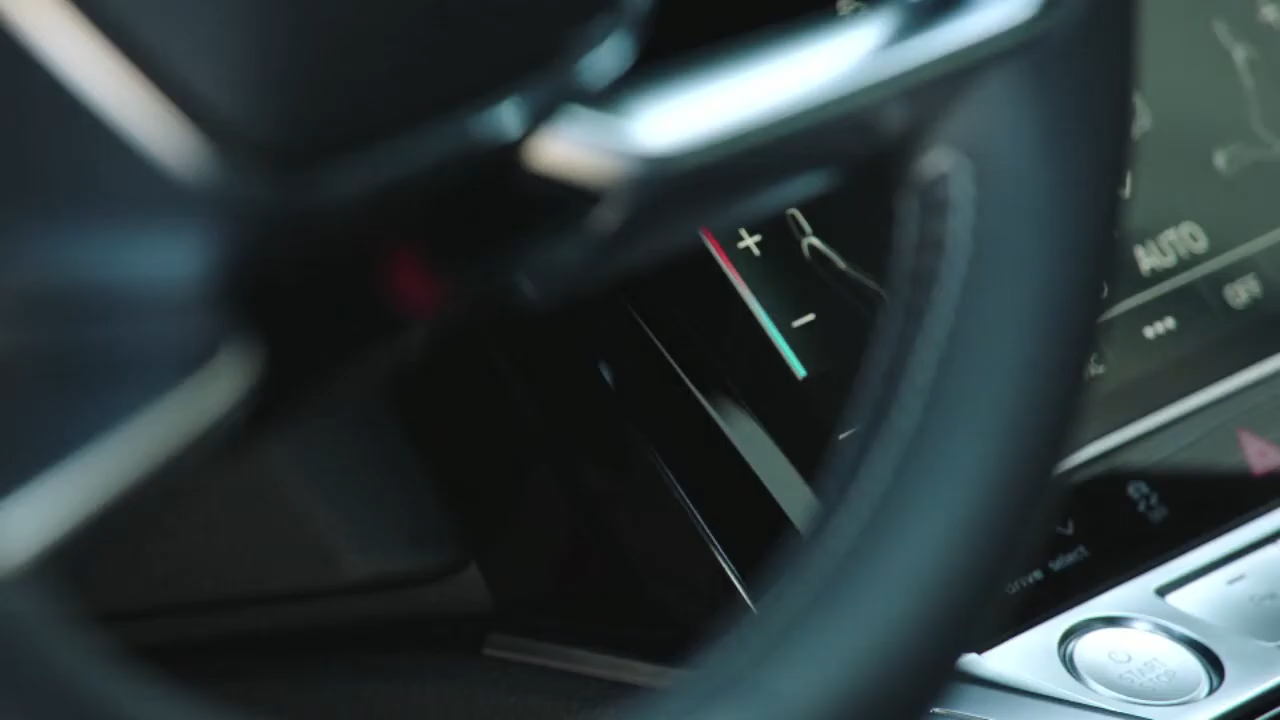 +
−
AUTO
OFF
•••
drive select
START
STOP